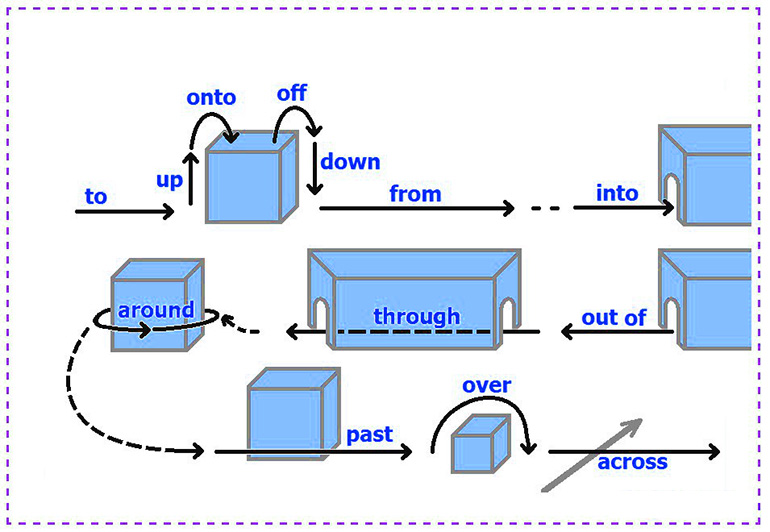 onto
off
up
down
to
from
into
around
through
out of
over
past
across